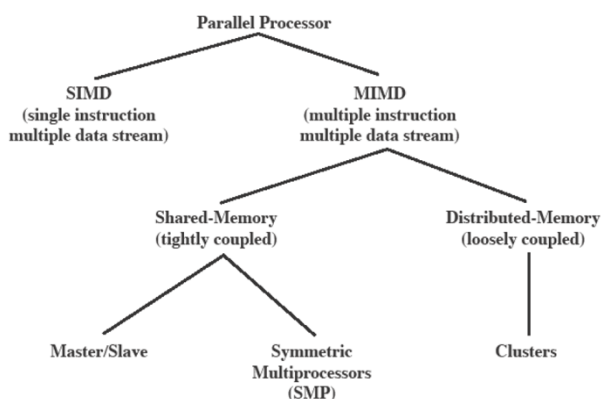 Parallel Processor
SIMD
(single instruction
multiple data stream)
MIMD
(multiple instruction
multiple data stream)
Shared-Memory
(tightly coupled)
Distributed-Memory
(loosely coupled)
Master/Slave
Symmetric
Multiprocessors
(SMP)
Clusters